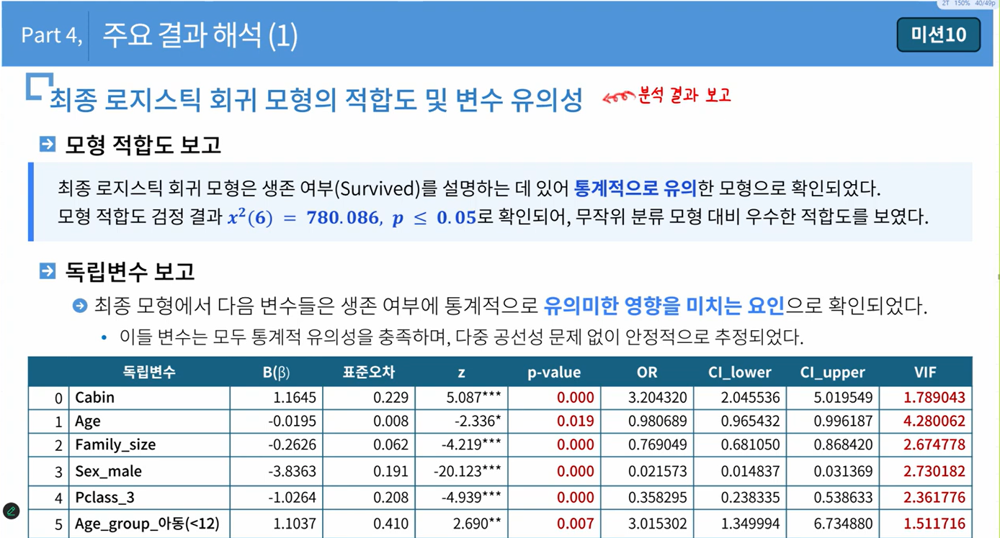 2T 150% 40/49p
Part 4, 주요 결과 해석 (1) 미션10
최종 로지스틱 회귀 모형의 적합도 및 변수 유의성 분석 결과 보고
모형 적합도 보고
최종 로지스틱 회귀 모형은 생존 여부(Survived)를 설명하는 데 있어 통계적으로 유의한 모형으로 확인되었다.
모형 적합도 검정 결과 x²(6) = 780.086, p ≤ 0.05로 확인되어, 무작위 분류 모형 대비 우수한 적합도를 보였다.
독립변수 보고
최종 모형에서 다음 변수들은 생존 여부에 통계적으로 유의미한 영향을 미치는 요인으로 확인되었다.
• 이들 변수는 모두 통계적 유의성을 충족하며, 다중 공선성 문제 없이 안정적으로 추정되었다.
독립변수 B(β) 표준오차 z p-value OR CI_lower CI_upper VIF
0 Cabin 1.1645 0.229 5.087*** 0.000 3.204320 2.045536 5.019549 1.789043
1 Age -0.0195 0.008 -2.336* 0.019 0.980689 0.965432 0.996187 4.280062
2 Family_size -0.2626 0.062 -4.219*** 0.000 0.769049 0.681050 0.868420 2.674778
3 Sex_male -3.8363 0.191 -20.123*** 0.000 0.021573 0.014837 0.031369 2.730182
4 Pclass_3 -1.0264 0.208 -4.939*** 0.000 0.358295 0.238335 0.538633 2.361776
5 Age_group_아동(<12) 1.1037 0.410 2.690** 0.007 3.015302 1.349994 6.734880 1.511716